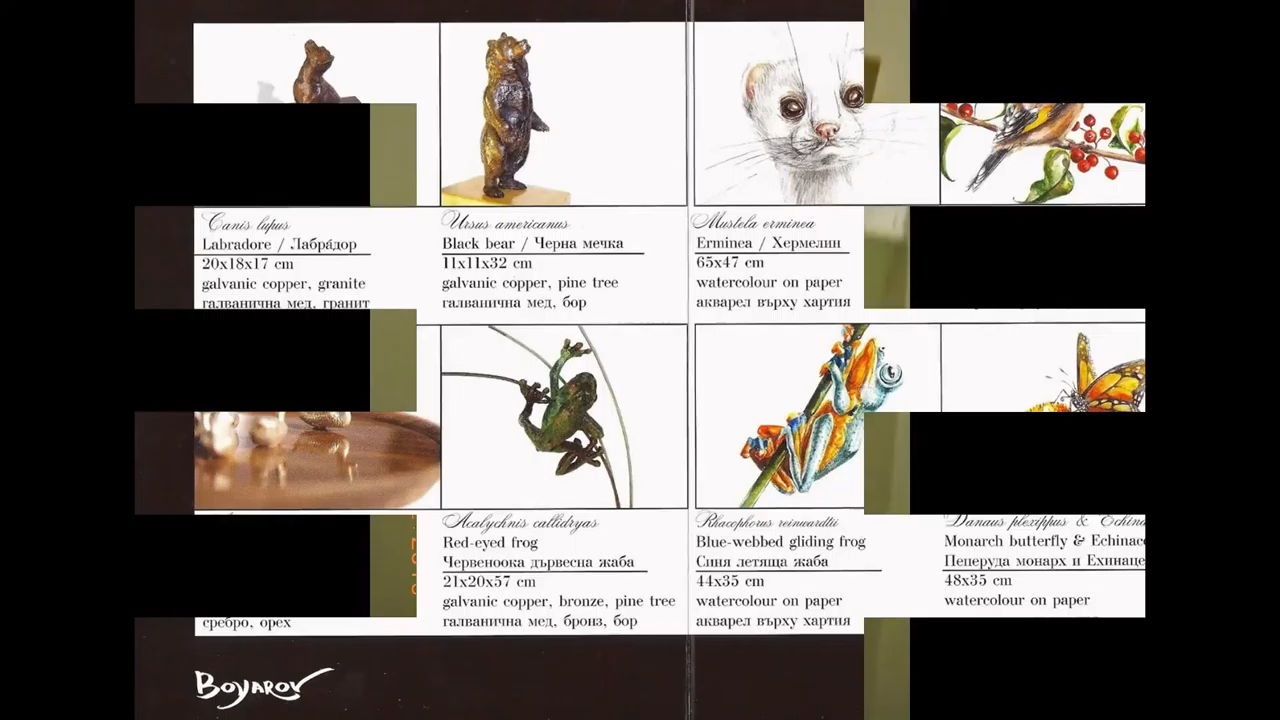 Canis lupus
Labradore / Лабрáдор
20x18x17 cm
galvanic copper, granite
галванична мед, гранит
Ursus americanus
Black bear / Черна мечка
11x11x32 cm
galvanic copper, pine tree
галванична мед, бор
Mustela erminea
Erminea / Хермелин
65x47 cm
watercolour on paper
акварел върху хартия
сребро, орех
Acalychnis callidryas
Red-eyed frog
Червеноока дървесна жаба
21x20x57 cm
galvanic copper, bronze, pine tree
галванична мед, бронз, бор
Rhacophorus reinwardtii
Blue-webbed gliding frog
Синя летяща жаба
44x35 cm
watercolour on paper
акварел върху хартия
Danaus plexippus &
Monarch butterfly &
Пеперуда монарх и
48x35 cm
watercolour on paper
Boyarov